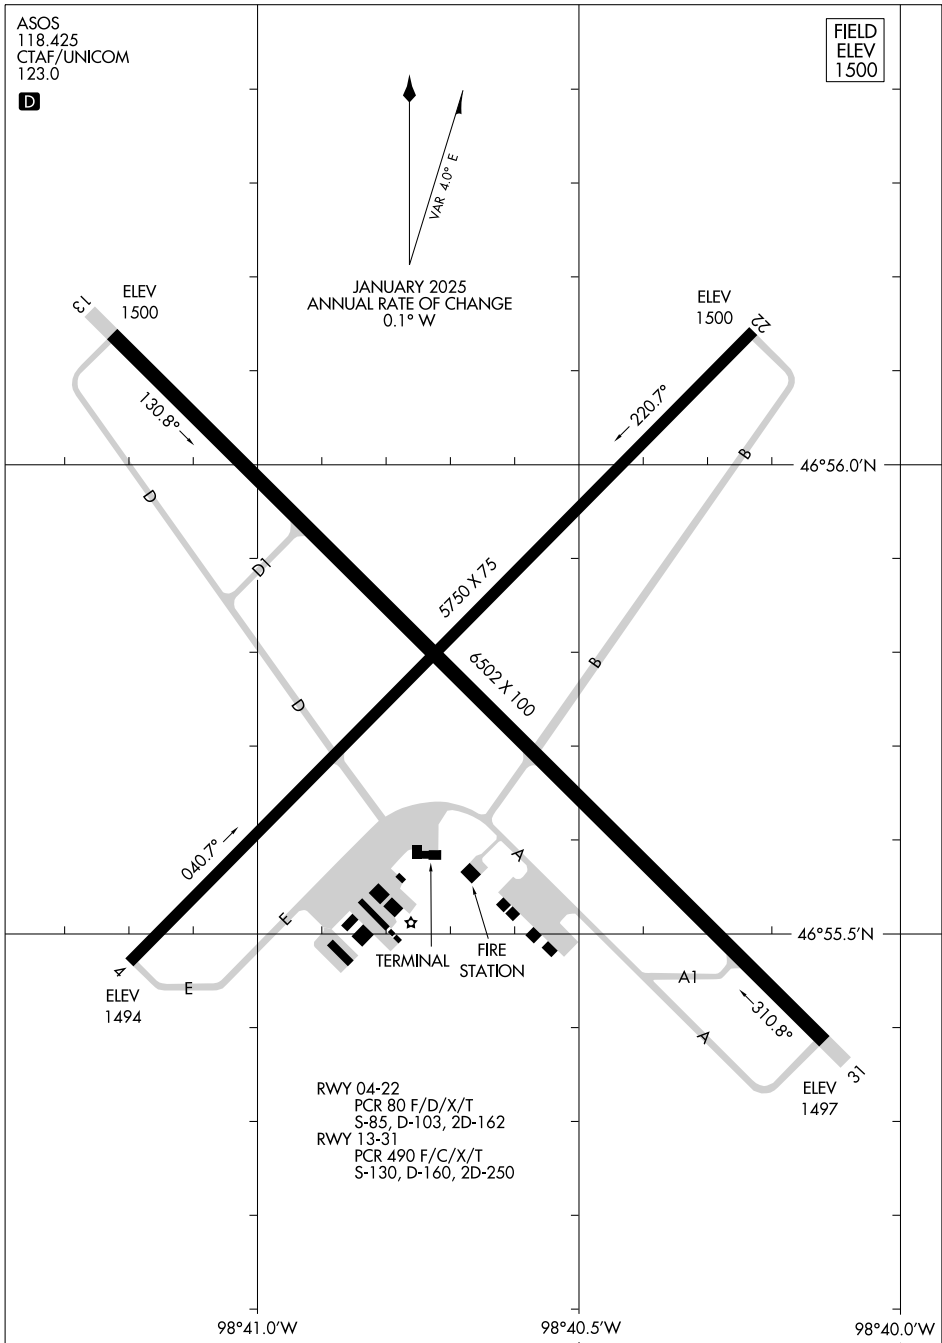 ASOS
118.425
CTAF/UNICOM
123.0
D
FIELD
ELEV
1500
VAR 4.0° E
JANUARY 2025
ANNUAL RATE OF CHANGE
0.1° W
13
ELEV
1500
ELEV
1500
22
130.8°
220.7°
46°56.0'N
D
B
D1
5750 X 75
6502 X 100
B
D
040.7°
A
E
46°55.5'N
TERMINAL
FIRE
STATION
4
E
ELEV
1494
A1
310.8°
A
31
ELEV
1497
RWY 04-22
PCR 80 F/D/X/T
S-85, D-103, 2D-162
RWY 13-31
PCR 490 F/C/X/T
S-130, D-160, 2D-250
98°41.0'W
98°40.5'W
98°40.0'W